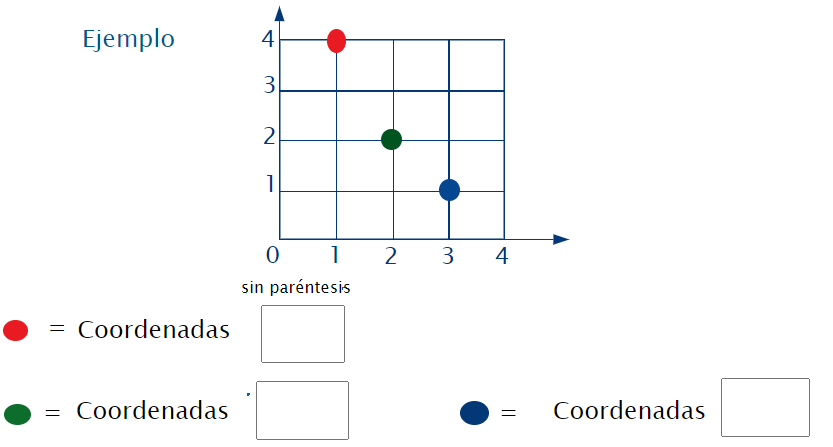 Ejemplo
4
3
2
1
0 1 2 3 4
sin paréntesis
= Coordenadas
= Coordenadas
= Coordenadas